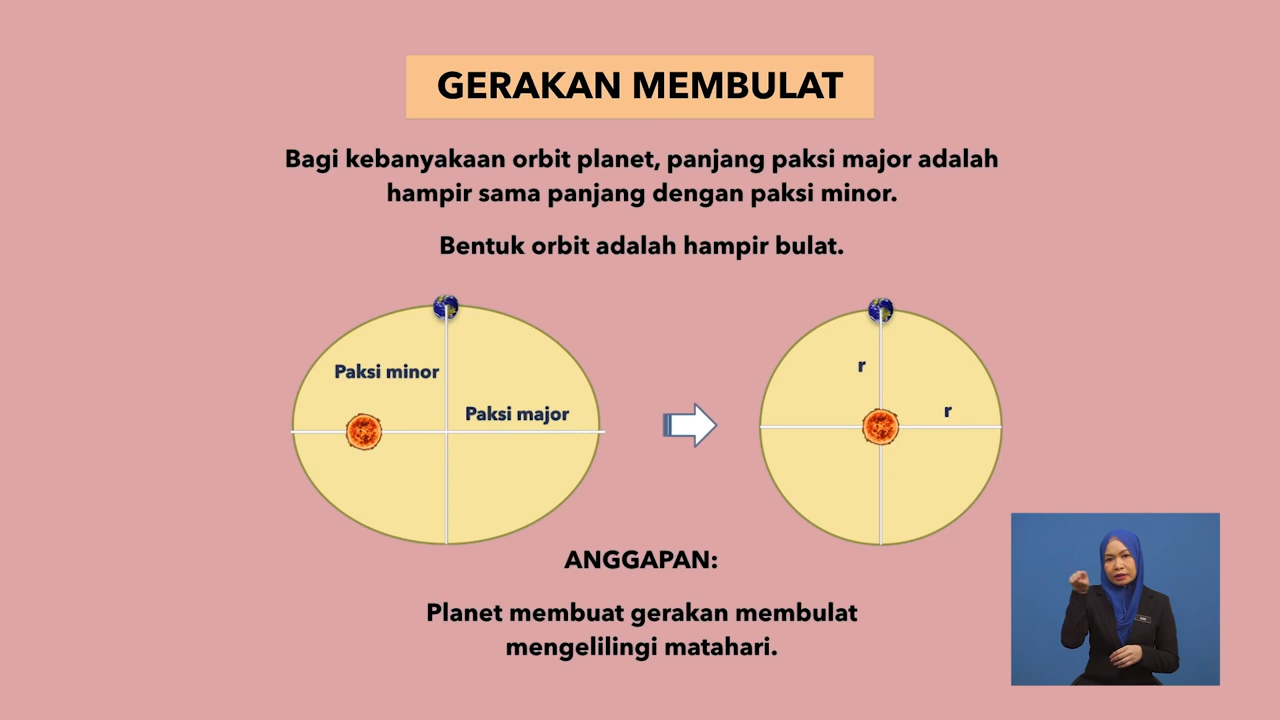 GERAKAN MEMBULAT
Bagi kebanyakaan orbit planet, panjang paksi major adalah
hampir sama panjang dengan paksi minor.
Bentuk orbit adalah hampir bulat.
Paksi minor
Paksi major
r
r
ANGGAPAN:
Planet membuat gerakan membulat
mengelilingi matahari.